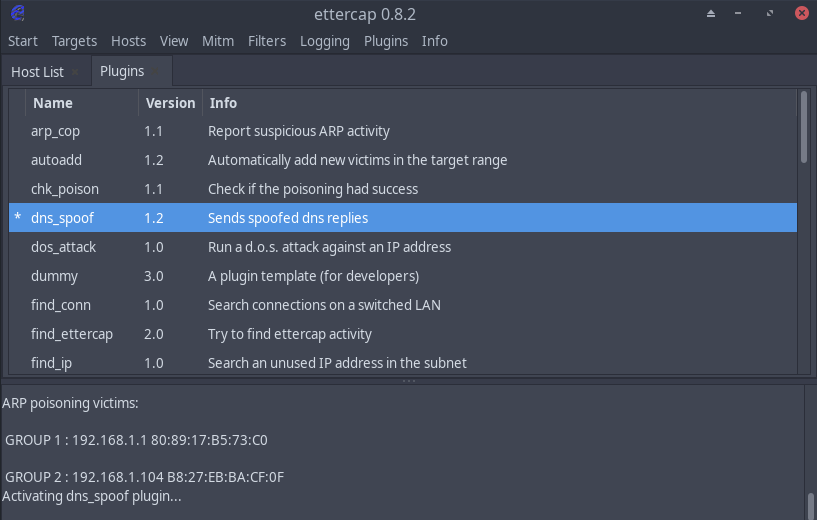 ettercap 0.8.2
Start Targets Hosts View Mitm Filters Logging Plugins Info
Host List × Plugins ×
Name Version Info
arp_cop 1.1 Report suspicious ARP activity
autoadd 1.2 Automatically add new victims in the target range
chk_poison 1.1 Check if the poisoning had success
* dns_spoof 1.2 Sends spoofed dns replies
dos_attack 1.0 Run a d.o.s. attack against an IP address
dummy 3.0 A plugin template (for developers)
find_conn 1.0 Search connections on a switched LAN
find_ettercap 2.0 Try to find ettercap activity
find_ip 1.0 Search an unused IP address in the subnet
ARP poisoning victims:
GROUP 1 : 192.168.1.1 80:89:17:B5:73:C0
GROUP 2 : 192.168.1.104 B8:27:EB:BA:CF:0F
Activating dns_spoof plugin...